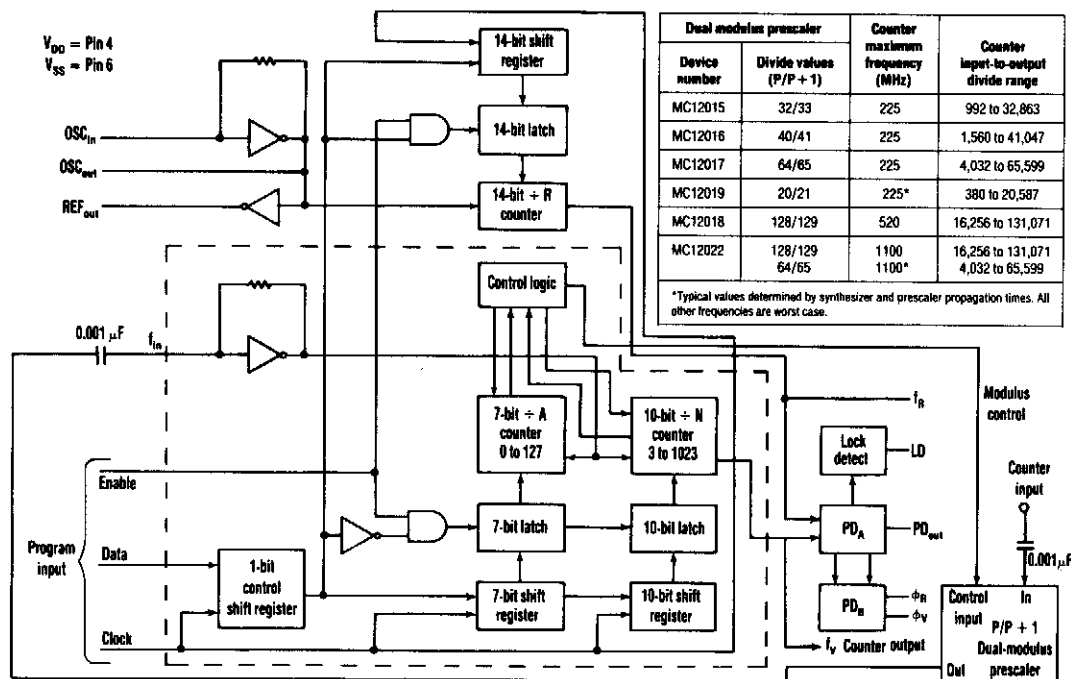 V_DD = Pin 4
V_SS = Pin 6
OSC_in
OSC_out
REF_out
14-bit shift
register
14-bit latch
14-bit ÷ R
counter
Dual modulus prescaler
Counter
maximum
frequency
(MHz)
Counter
input-to-output
divide range
Device
number
Divide values
(P/P + 1)
MC12015 32/33 225 992 to 32,863
MC12016 40/41 225 1,560 to 41,047
MC12017 64/65 225 4,032 to 65,599
MC12019 20/21 225* 380 to 20,587
MC12018 128/129 520 16,256 to 131,071
MC12022 128/129 1100 16,256 to 131,071
64/65 1100* 4,032 to 65,599
*Typical values determined by synthesizer and prescaler propagation times. All
other frequencies are worst case.
Control logic
0.001 μF
f_in
7-bit ÷ A
counter
0 to 127
10-bit ÷ N
counter
3 to 1023
Modulus
control
f_R
Lock
detect
LD
Counter
input
0.001 μF
Program
input
Enable
Data
Clock
1-bit
control
shift register
7-bit latch
10-bit latch
7-bit shift
register
10-bit shift
register
PD_A
PD_out
PD_B
ϕ_R
ϕ_V
f_V Counter output
Control
input
In
P/P + 1
Dual-modulus
prescaler
Out